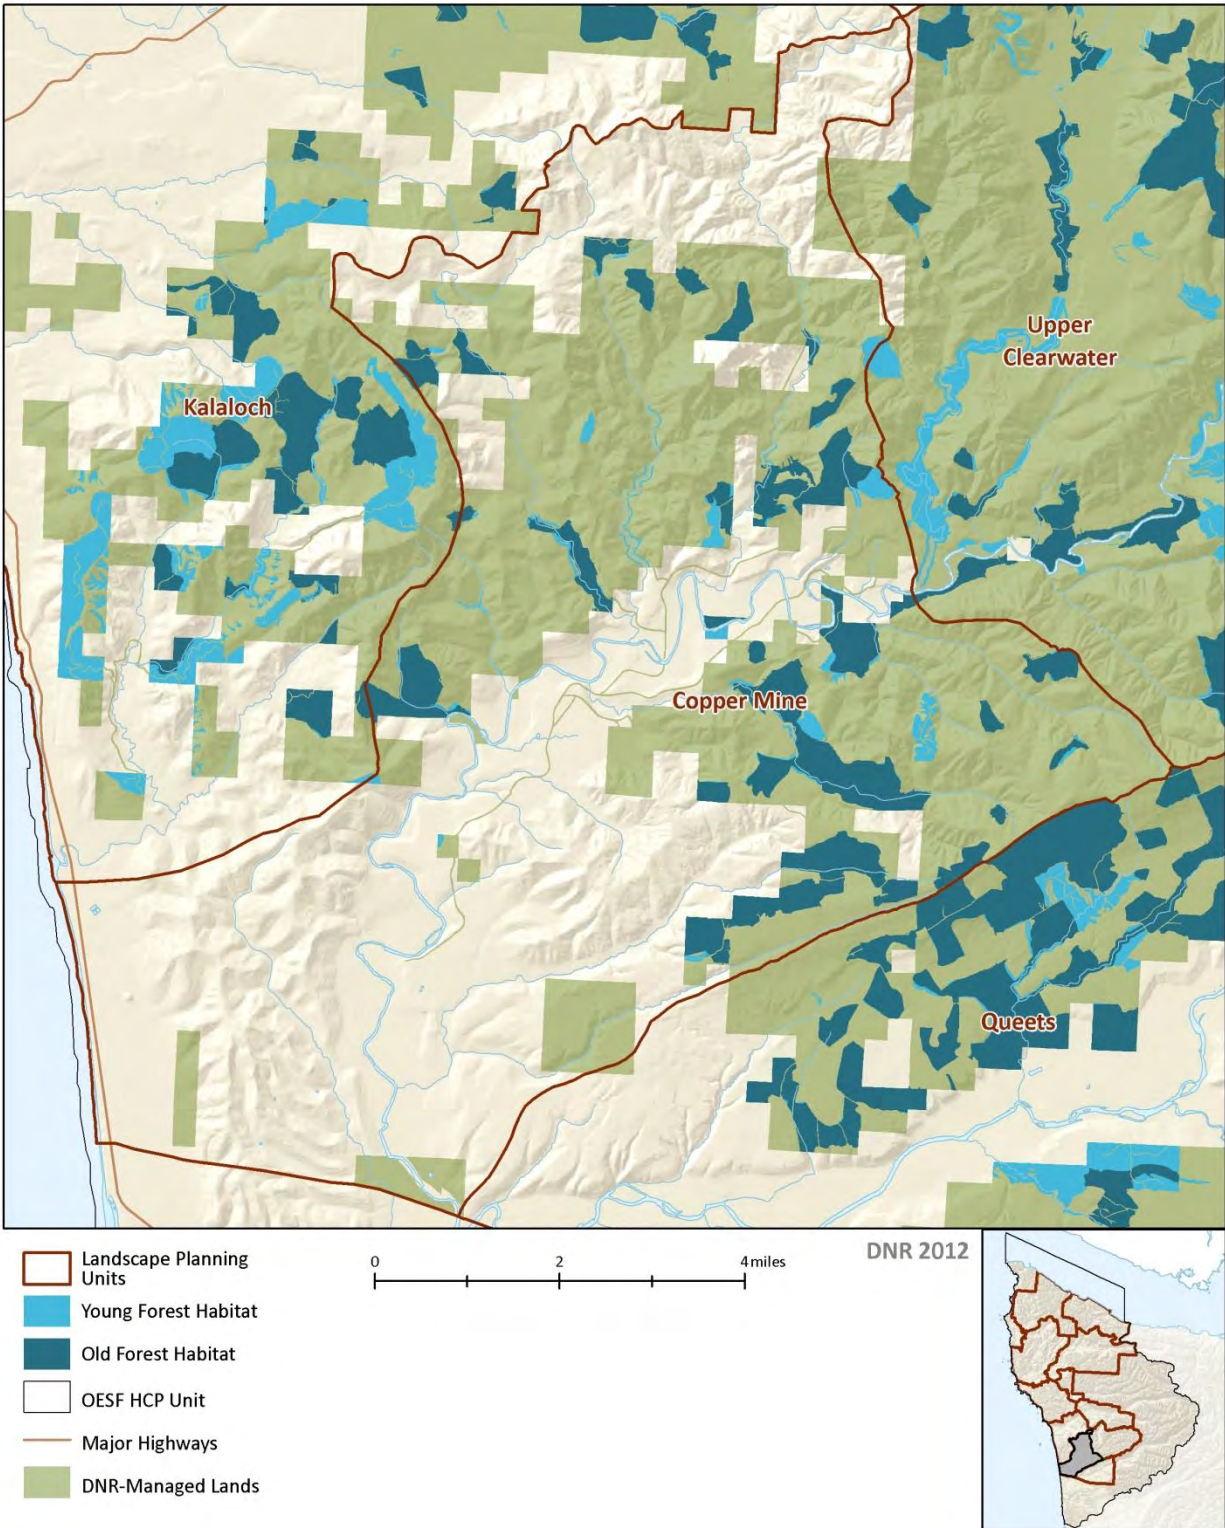 Upper
Clearwater
Kalaloch
Copper Mine
Queets
Landscape Planning
Units
Young Forest Habitat
Old Forest Habitat
OESF HCP Unit
Major Highways
DNR-Managed Lands
0 2 4 miles
DNR 2012